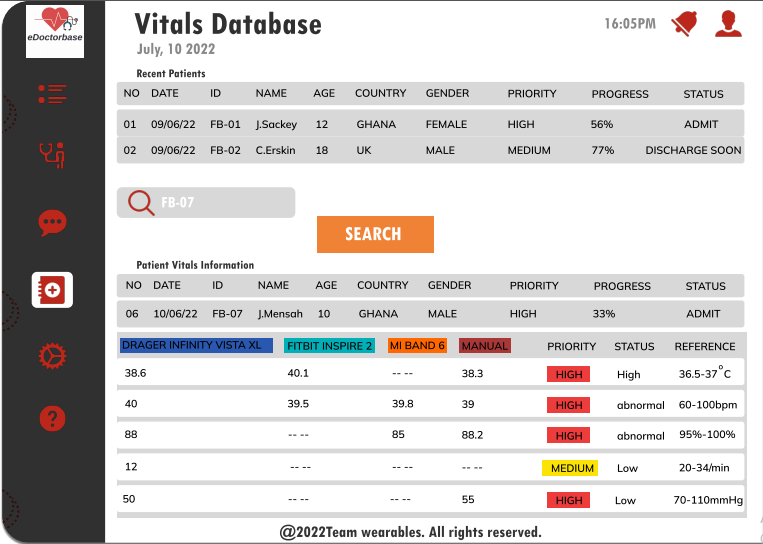 eDoctorbase
Vitals Database
July, 10 2022
16:05PM
Recent Patients
NO DATE ID NAME AGE COUNTRY GENDER PRIORITY PROGRESS STATUS
01 09/06/22 FB-01 J.Sackey 12 GHANA FEMALE HIGH 56% ADMIT
02 09/06/22 FB-02 C.Erskin 18 UK MALE MEDIUM 77% DISCHARGE SOON
FB-07
SEARCH
Patient Vitals Information
NO DATE ID NAME AGE COUNTRY GENDER PRIORITY PROGRESS STATUS
06 10/06/22 FB-07 J.Mensah 10 GHANA MALE HIGH 33% ADMIT
DRAGER INFINITY VISTA XL FITBIT INSPIRE 2 MI BAND 6 MANUAL PRIORITY STATUS REFERENCE
38.6 40.1 -- -- 38.3 HIGH High 36.5-37°C
40 39.5 39.8 39 HIGH abnormal 60-100bpm
88 -- -- 85 88.2 HIGH abnormal 95%-100%
12 -- -- -- -- -- -- MEDIUM Low 20-34/min
50 -- -- -- -- 55 HIGH Low 70-110mmHg
@2022Team wearables. All rights reserved.